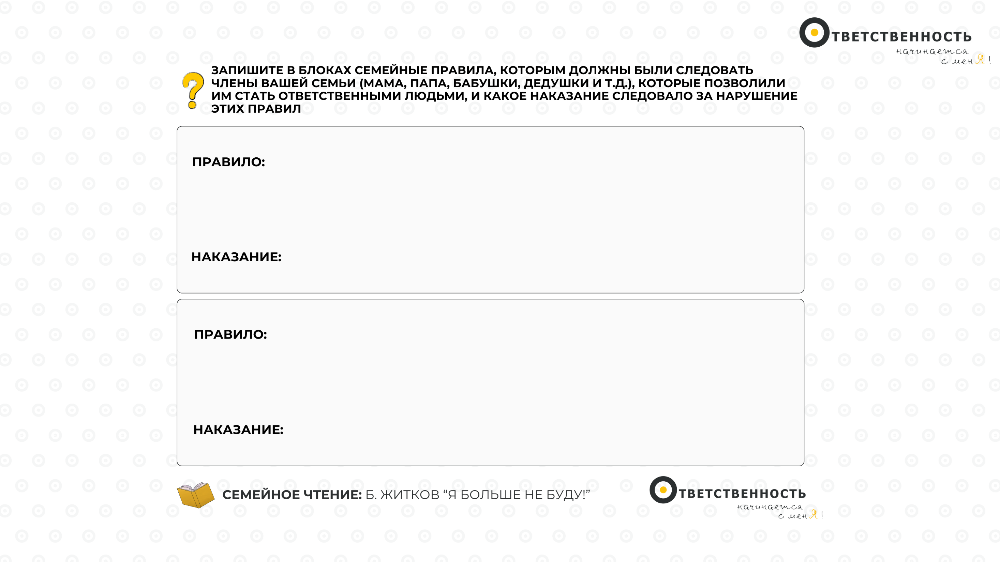 ОТВЕТСТВЕННОСТЬ
начинается
с менЯ!
ЗАПИШИТЕ В БЛОКАХ СЕМЕЙНЫЕ ПРАВИЛА, КОТОРЫМ ДОЛЖНЫ БЫЛИ СЛЕДОВАТЬ
ЧЛЕНЫ ВАШЕЙ СЕМЬИ (МАМА, ПАПА, БАБУШКИ, ДЕДУШКИ И Т.Д.), КОТОРЫЕ ПОЗВОЛИЛИ
ИМ СТАТЬ ОТВЕТСТВЕННЫМИ ЛЮДЬМИ, И КАКОЕ НАКАЗАНИЕ СЛЕДОВАЛО ЗА НАРУШЕНИЕ
ЭТИХ ПРАВИЛ
ПРАВИЛО:
НАКАЗАНИЕ:
ПРАВИЛО:
НАКАЗАНИЕ:
СЕМЕЙНОЕ ЧТЕНИЕ: Б. ЖИТКОВ “Я БОЛЬШЕ НЕ БУДУ!”
ОТВЕТСТВЕННОСТЬ
начинается
с менЯ!